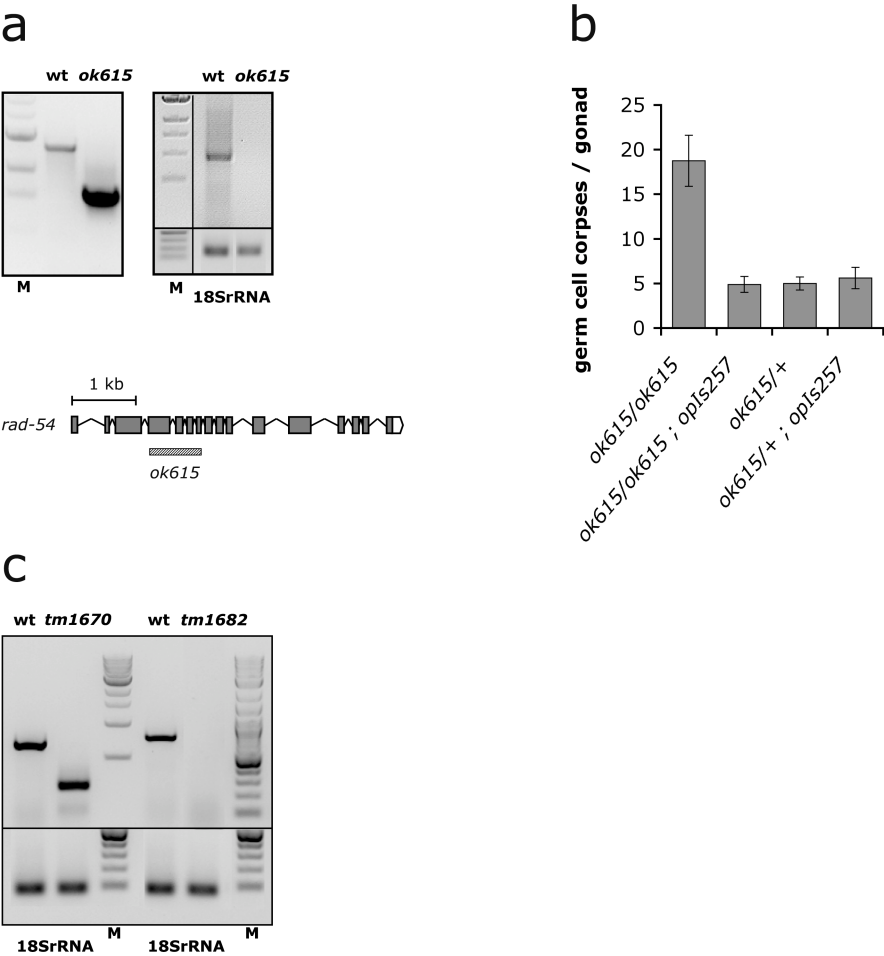 a
wt ok615
wt ok615
M
M
18SrRNA
1 kb
rad-54
ok615
b
germ cell corpses / gonad
25
20
15
10
5
0
ok615/ok615
ok615/ok615 ; opIs257
ok615/+
ok615/+ ; opIs257
c
wt tm1670
wt tm1682
18SrRNA
M
18SrRNA
M